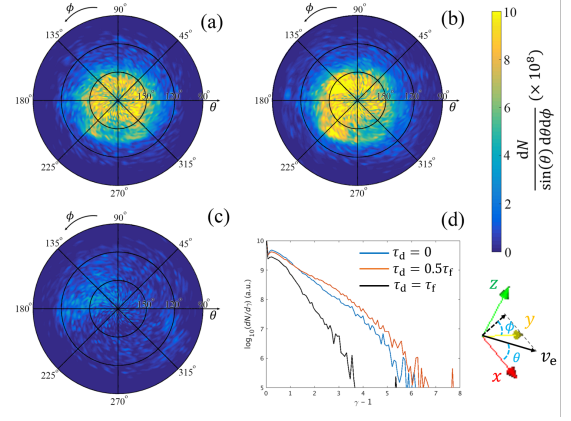 ϕ
(a)
90°
135°
45°
180°
150°
θ
225°
315°
270°
ϕ
(b)
90°
135°
45°
180°
150°
θ
225°
315°
270°
10
8
6
4
2
0
dN
sin(θ) dθdϕ
(× 10⁸)
ϕ
(c)
90°
135°
45°
180°
150°
θ
225°
315°
270°
(d)
τd = 0
τd = 0.5τf
τd = τf
log10(dN/dγ) (a.u.)
10
9
8
7
6
5
0 1 2 3 4 5 6 7 8
γ − 1
z
ϕ
y
θ
ve
x